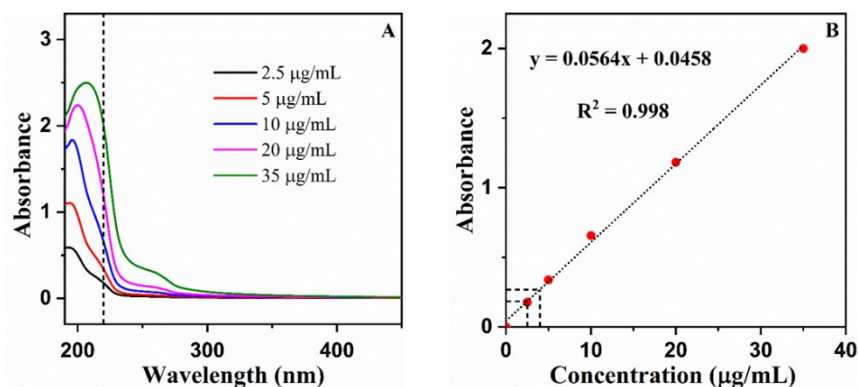 A
3
2.5 μg/mL
5 μg/mL
10 μg/mL
20 μg/mL
35 μg/mL
2
1
0
200
300
400
Absorbance
Wavelength (nm)
B
2
y = 0.0564x + 0.0458
R² = 0.998
1
0
0
10
20
30
40
Absorbance
Concentration (μg/mL)